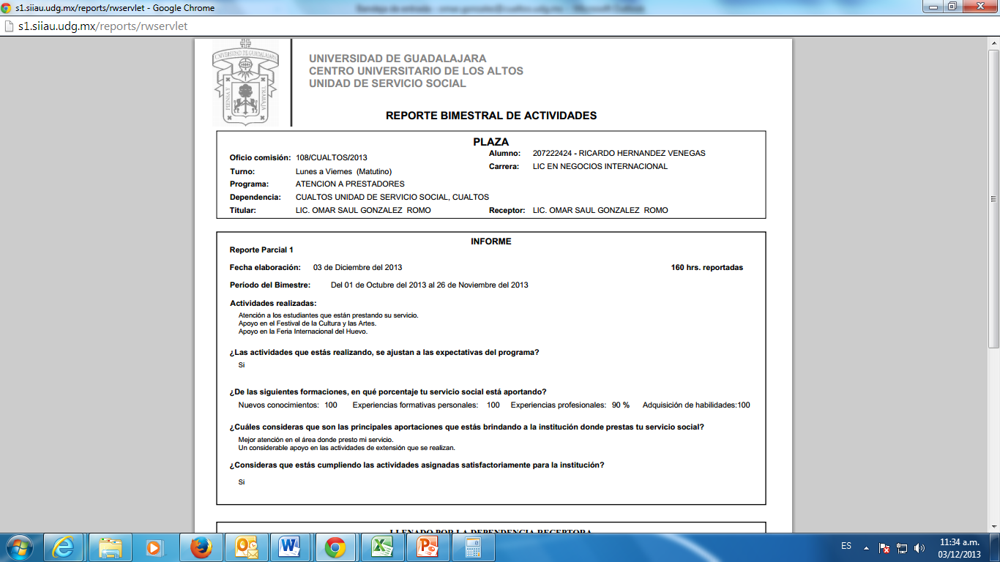 s1.siiau.udg.mx/reports/rwservlet - Google Chrome
s1.siiau.udg.mx/reports/rwservlet
UNIVERSIDAD DE GUADALAJARA
PIENSA Y
TRABAJA
UNIVERSIDAD DE GUADALAJARA
CENTRO UNIVERSITARIO DE LOS ALTOS
UNIDAD DE SERVICIO SOCIAL
REPORTE BIMESTRAL DE ACTIVIDADES
PLAZA
Oficio comisión: 108/CUALTOS/2013
Alumno: 207222424 - RICARDO HERNANDEZ VENEGAS
Turno: Lunes a Viernes (Matutino)
Carrera: LIC EN NEGOCIOS INTERNACIONAL
Programa: ATENCION A PRESTADORES
Dependencia: CUALTOS UNIDAD DE SERVICIO SOCIAL, CUALTOS
Titular: LIC. OMAR SAUL GONZALEZ ROMO Receptor: LIC. OMAR SAUL GONZALEZ ROMO
INFORME
Reporte Parcial 1
Fecha elaboración: 03 de Diciembre del 2013 160 hrs. reportadas
Período del Bimestre: Del 01 de Octubre del 2013 al 26 de Noviembre del 2013
Actividades realizadas:
Atención a los estudiantes que están prestando su servicio.
Apoyo en el Festival de la Cultura y las Artes.
Apoyo en la Feria Internacional del Huevo.
¿Las actividades que estás realizando, se ajustan a las expectativas del programa?
Si
¿De las siguientes formaciones, en qué porcentaje tu servicio social está aportando?
Nuevos conocimientos: 100 Experiencias formativas personales: 100 Experiencias profesionales: 90 % Adquisición de habilidades:100
¿Cuáles consideras que son las principales aportaciones que estás brindando a la institución donde prestas tu servicio social?
Mejor atención en el área donde presto mi servicio.
Un considerable apoyo en las actividades de extensión que se realizan.
¿Consideras que estás cumpliendo las actividades asignadas satisfactoriamente para la institución?
Si
LLENADO POR LA DEPENDENCIA RECEPTORA
ES
11:34 a.m.
03/12/2013